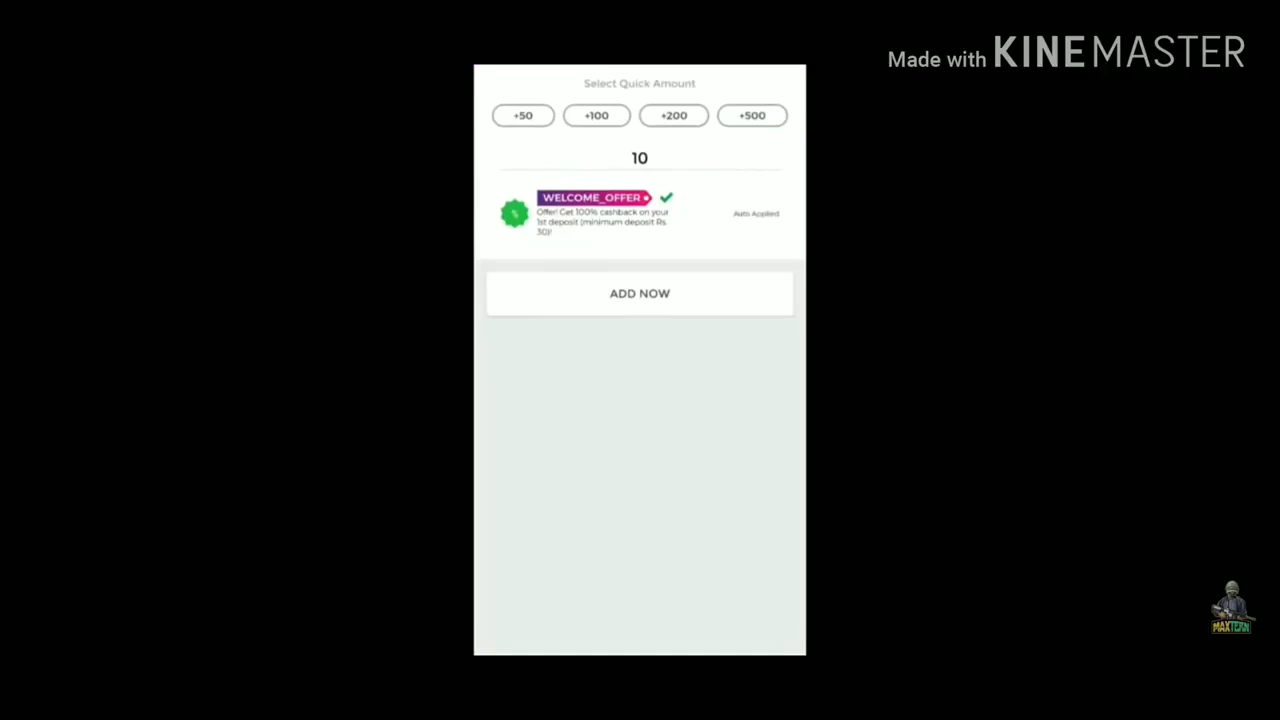 Made with KINEMASTER
Select Quick Amount
+50 +100 +200 +500
10
WELCOME_OFFER
Offer! Get 100% cashback on your
1st deposit (minimum deposit Rs.
30)!
Auto Applied
ADD NOW
MAXTERN